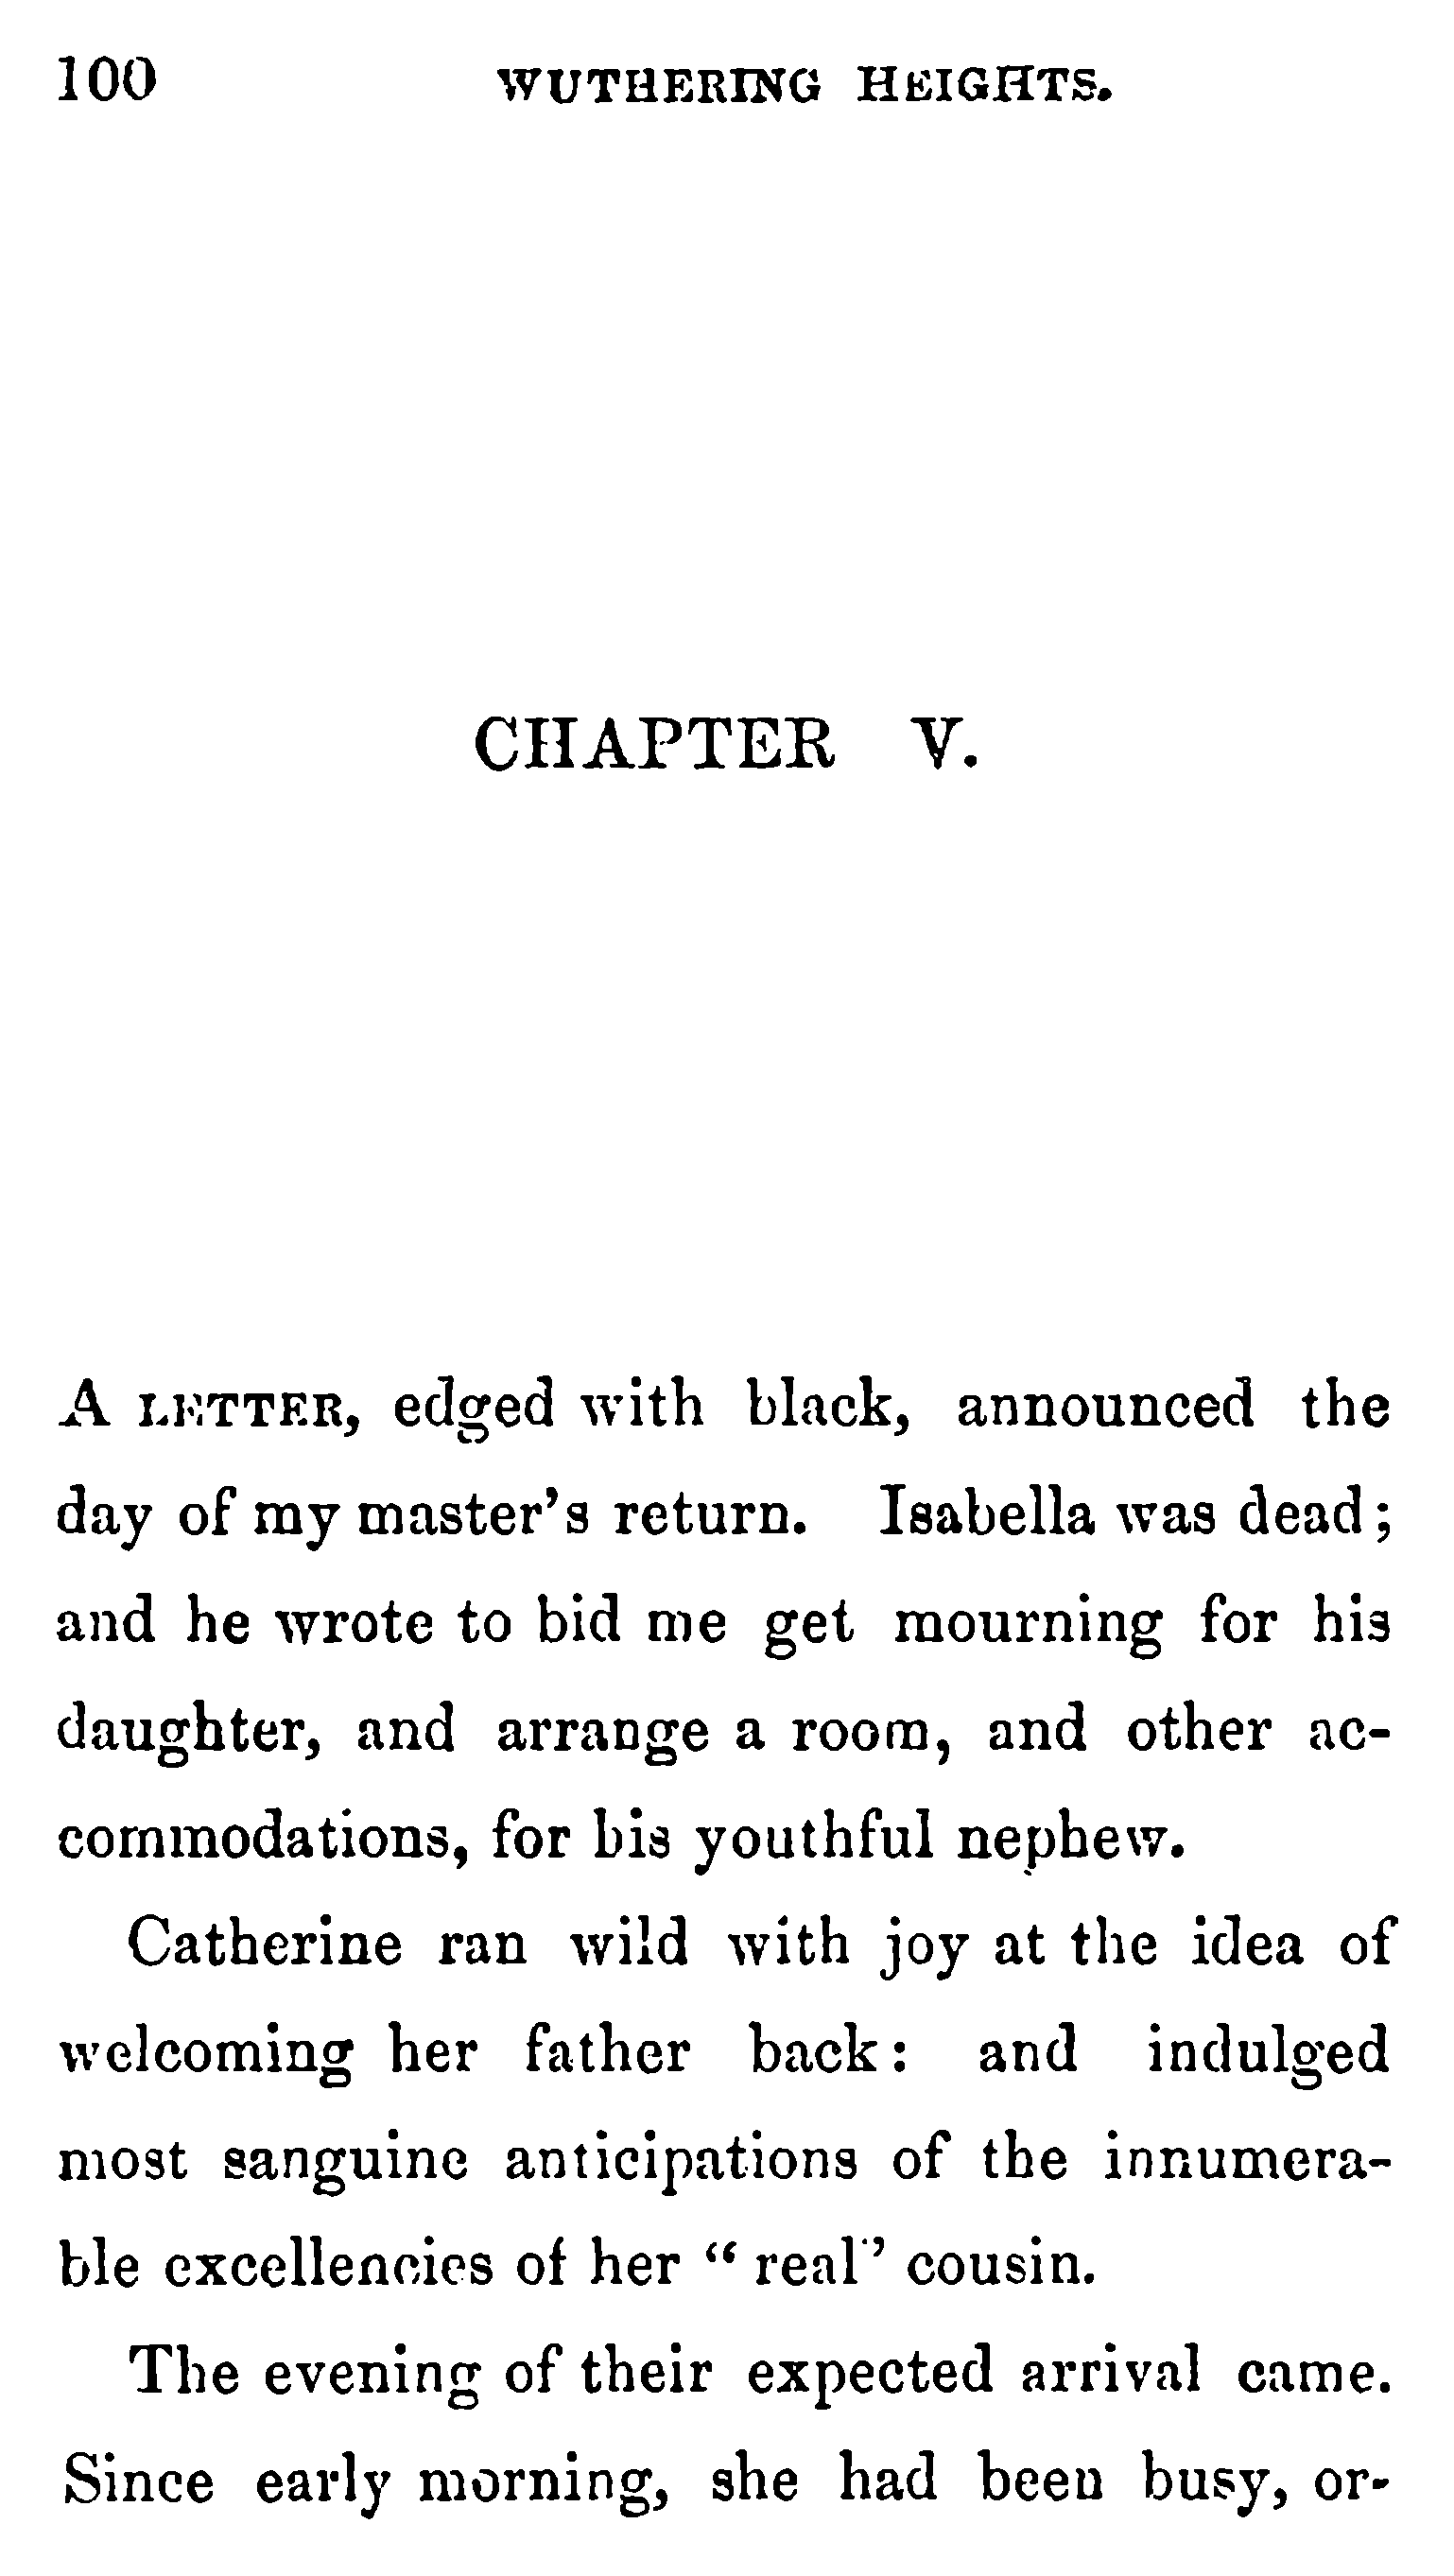 100 WUTHERING HEIGHTS.
CHAPTER V.
A LETTER, edged with black, announced the
day of my master's return. Isabella was dead;
and he wrote to bid me get mourning for his
daughter, and arrange a room, and other ac-
commodations, for his youthful nephew.
Catherine ran wild with joy at the idea of
welcoming her father back: and indulged
most sanguine anticipations of the innumera-
ble excellencies of her “ real” cousin.
The evening of their expected arrival came.
Since early morning, she had been busy, or-